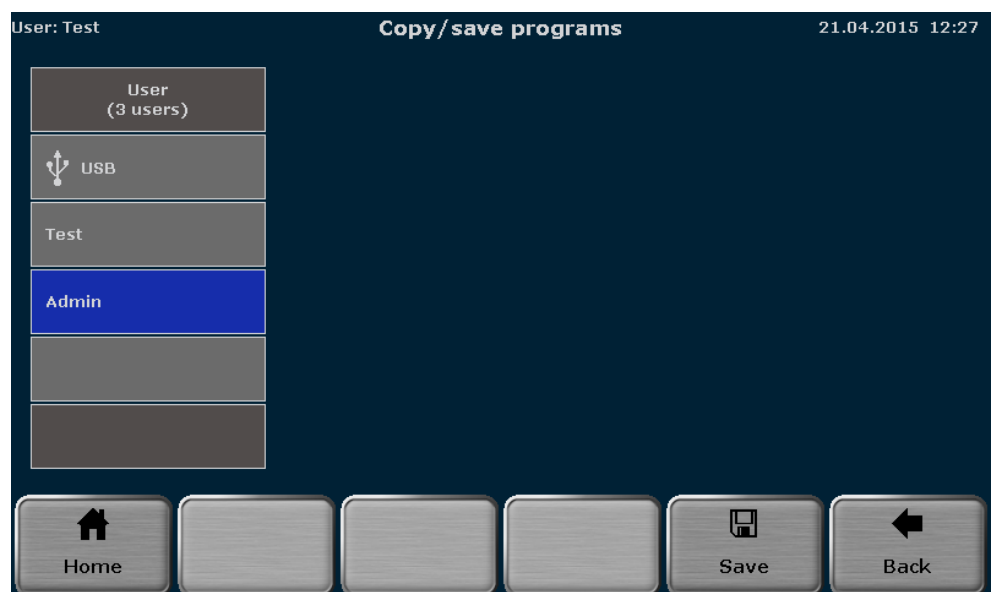 User: Test
Copy/save programs
21.04.2015 12:27
User
(3 users)
USB
Test
Admin
Home
Save
Back